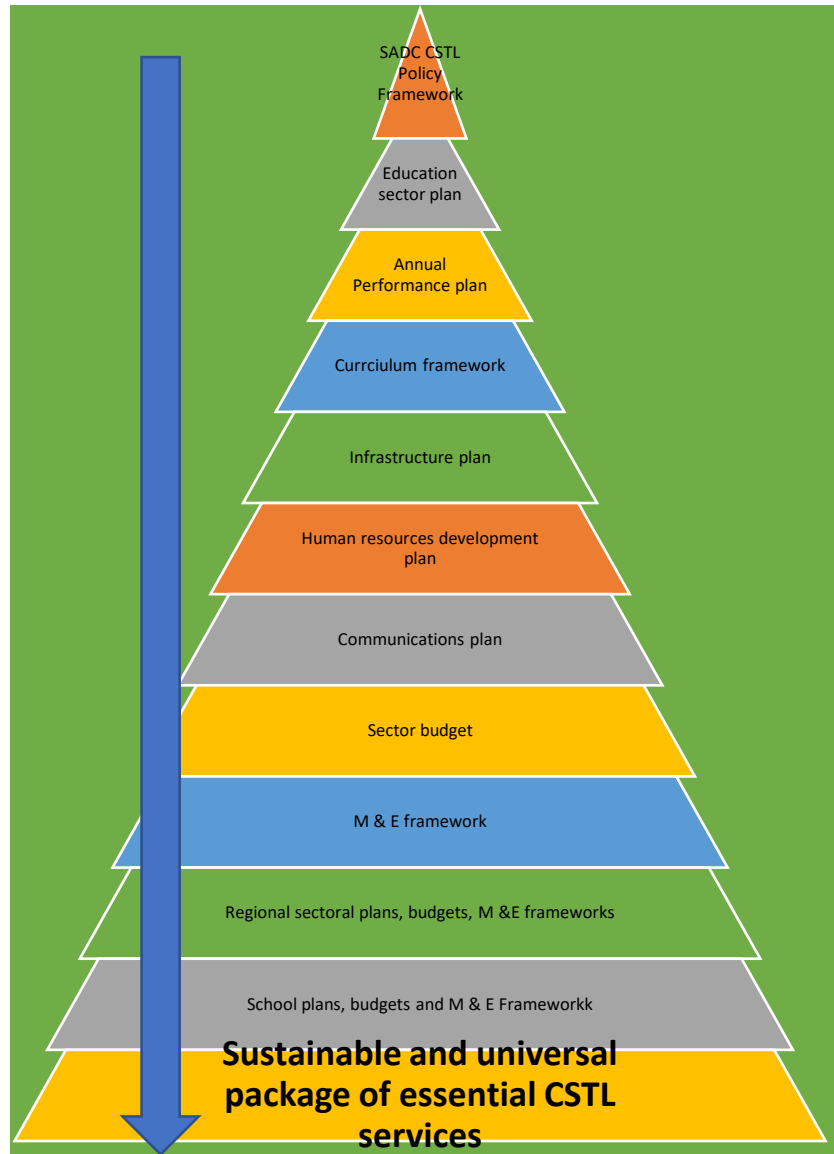 SADC CSTL
Policy
Framework
Education
sector plan
Annual
Performance plan
Currciulum framework
Infrastructure plan
Human resources development
plan
Communications plan
Sector budget
M & E framework
Regional sectoral plans, budgets, M &E frameworks
School plans, budgets and M & E Frameworkk
Sustainable and universal
package of essential CSTL
services